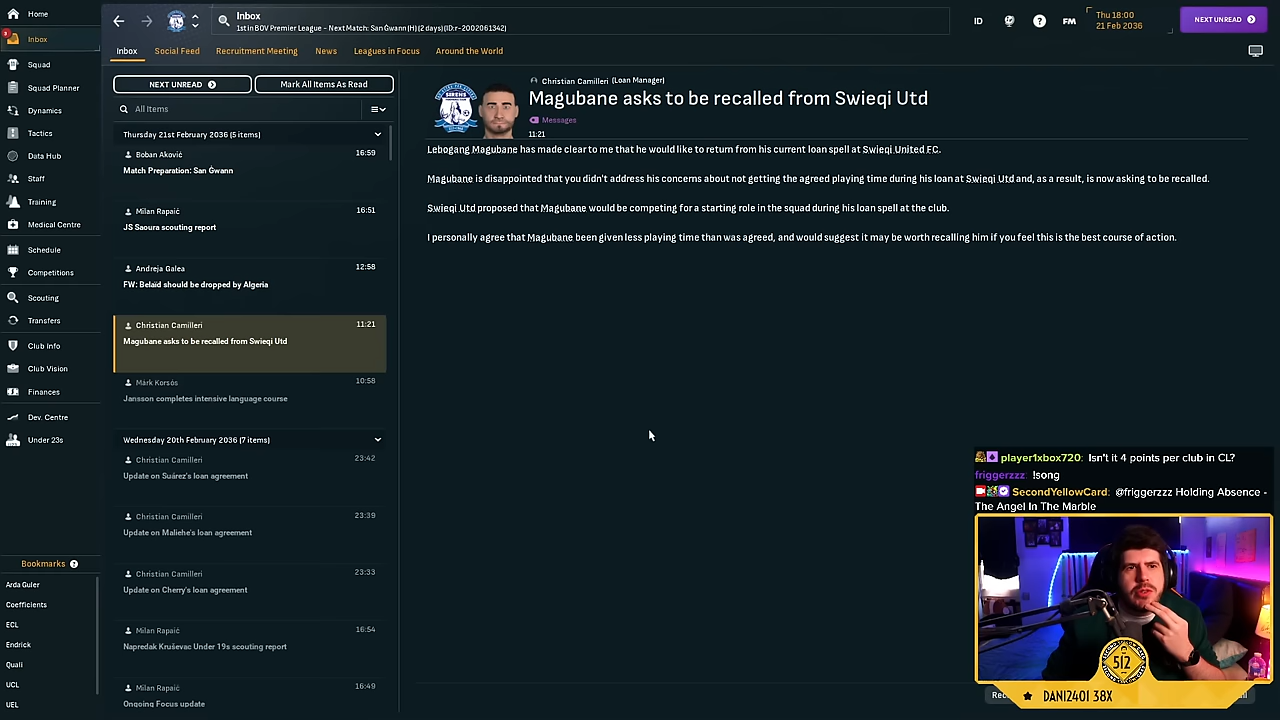 Home
Inbox
3
Squad
Squad Planner
Dynamics
Tactics
Data Hub
Staff
Training
Medical Centre
Schedule
Competitions
Scouting
Transfers
Club Info
Club Vision
Finances
Dev. Centre
Under 23s
Bookmarks
Arda Guler
Coefficients
ECL
Endrick
Quali
UCL
UEL
Inbox
1st in BOV Premier League - Next Match: San Ġwann (H) (2 days) (ID:r-2002061342)
ID
FM
Thu 18:00
21 Feb 2036
NEXT UNREAD
Inbox
Social Feed
Recruitment Meeting
News
Leagues in Focus
Around the World
NEXT UNREAD
Mark All Items As Read
All Items
Thursday 21st February 2036 (5 items)
Boban Aković 16:59
Match Preparation: San Ġwann
Milan Rapaić 16:51
JS Saoura scouting report
Andreja Galea 12:58
FW: Belaïd should be dropped by Algeria
Christian Camilleri 11:21
Magubane asks to be recalled from Swieqi Utd
Márk Korsós 10:58
Jansson completes intensive language course
Wednesday 20th February 2036 (7 items)
Christian Camilleri 23:42
Update on Suárez's loan agreement
Christian Camilleri 23:39
Update on Maliehe's loan agreement
Christian Camilleri 23:33
Update on Cherry's loan agreement
Milan Rapaić 16:54
Napredak Kruševac Under 19s scouting report
Milan Rapaić 16:49
Ongoing Focus update
SIRENS
Christian Camilleri (Loan Manager)
Magubane asks to be recalled from Swieqi Utd
Messages
11:21
Lebogang Magubane has made clear to me that he would like to return from his current loan spell at Swieqi United FC.
Magubane is disappointed that you didn't address his concerns about not getting the agreed playing time during his loan at Swieqi Utd and, as a result, is now asking to be recalled.
Swieqi Utd proposed that Magubane would be competing for a starting role in the squad during his loan spell at the club.
I personally agree that Magubane been given less playing time than was agreed, and would suggest it may be worth recalling him if you feel this is the best course of action.
player1xbox720: Isn't it 4 points per club in CL?
friggerzzz: !song
SecondYellowCard: @friggerzzz Holding Absence -
The Angel In The Marble
512
DANI2401 38X